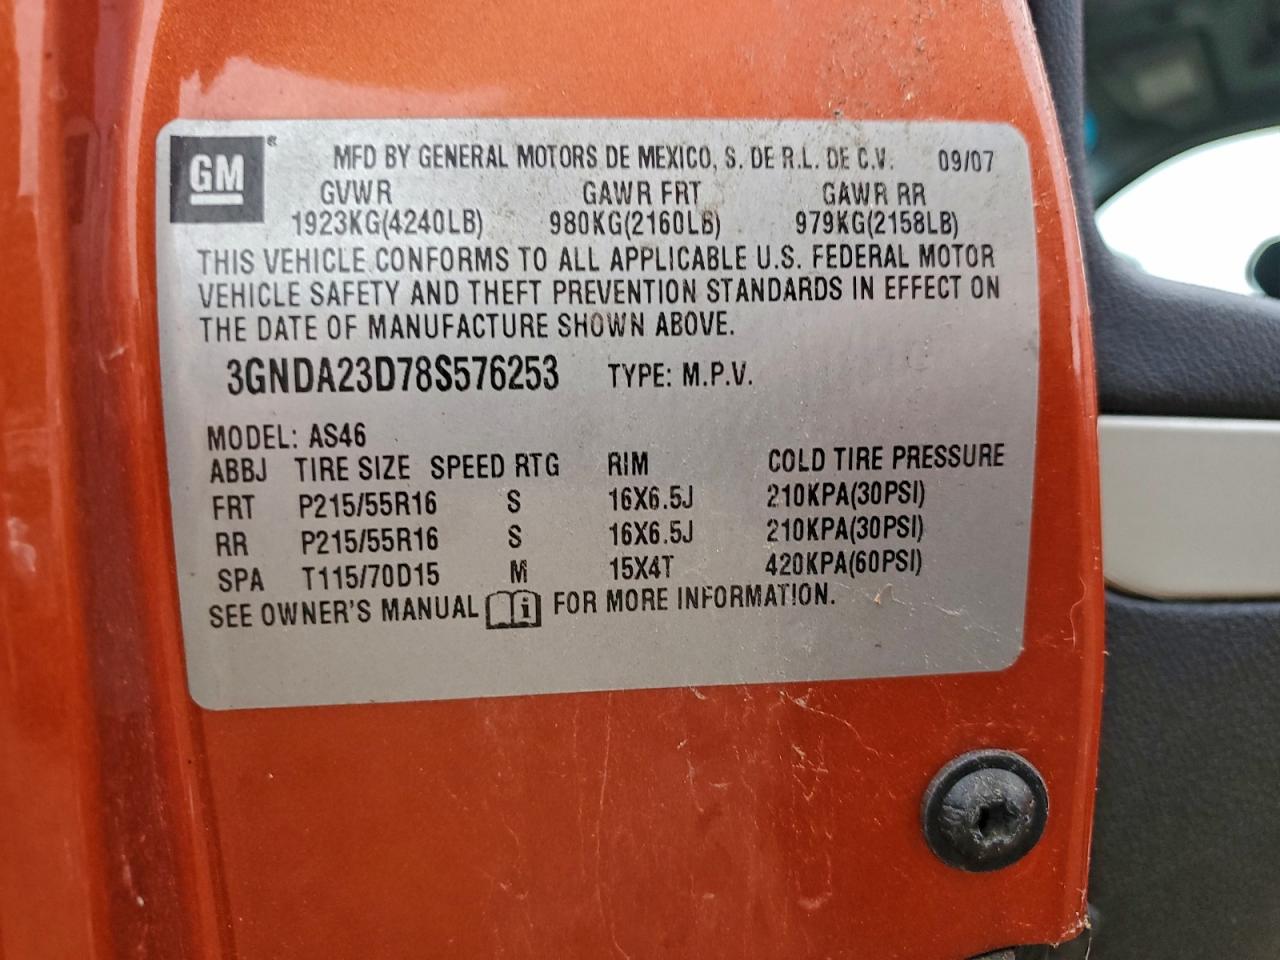 GM® MFD BY GENERAL MOTORS DE MEXICO, S. DE R.L. DE C.V. 09/07
GVWR GAWR FRT GAWR RR
1923KG(4240LB) 980KG(2160LB) 979KG(2158LB)
THIS VEHICLE CONFORMS TO ALL APPLICABLE U.S. FEDERAL MOTOR
VEHICLE SAFETY AND THEFT PREVENTION STANDARDS IN EFFECT ON
THE DATE OF MANUFACTURE SHOWN ABOVE.
3GNDA23D78S576253 TYPE: M.P.V.
MODEL: AS46
ABBJ TIRE SIZE SPEED RTG RIM COLD TIRE PRESSURE
FRT P215/55R16 S 16X6.5J 210KPA(30PSI)
RR P215/55R16 S 16X6.5J 210KPA(30PSI)
SPA T115/70D15 M 15X4T 420KPA(60PSI)
SEE OWNER'S MANUAL i FOR MORE INFORMATION.